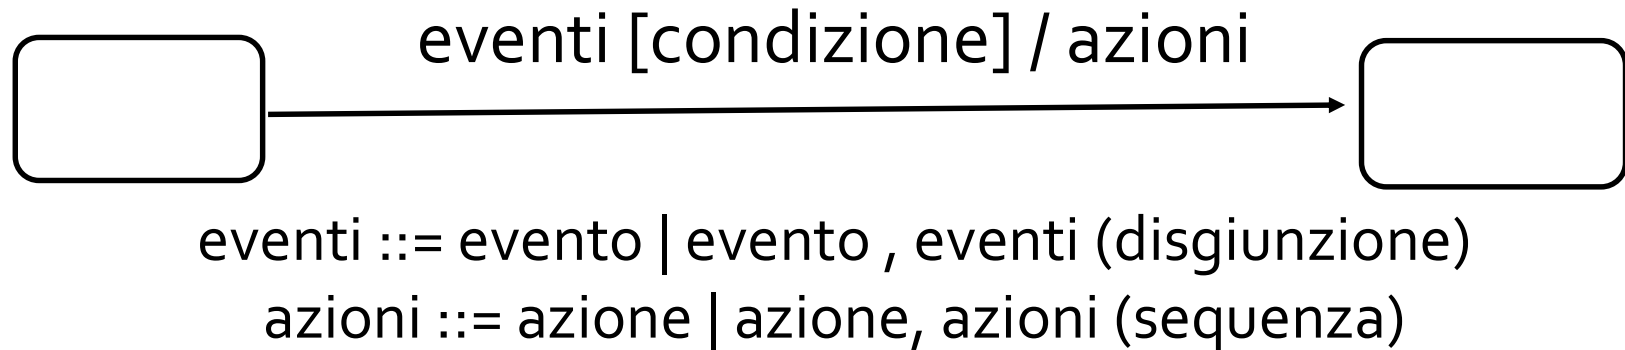 eventi [condizione] / azioni
eventi ::= evento | evento , eventi (disgiunzione)
azioni ::= azione | azione, azioni (sequenza)